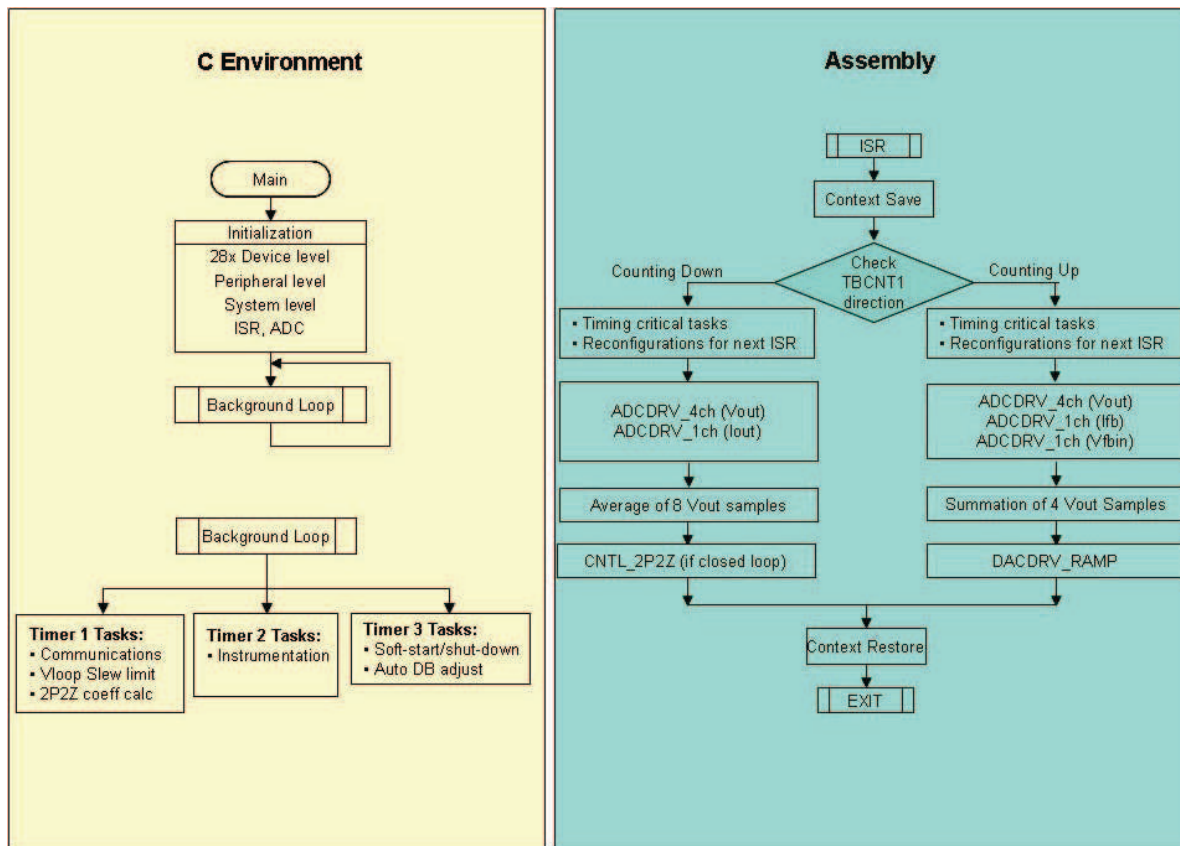 C Environment
Main
Initialization
28x Device level
Peripheral level
System level
ISR, ADC
Background Loop
Background Loop
Timer 1 Tasks:
▪ Communications
▪ Vloop Slew limit
▪ 2P2Z coeff calc
Timer 2 Tasks:
▪ Instrumentation
Timer 3 Tasks:
▪ Soft-start/shut-down
▪ Auto DB adjust
Assembly
ISR
Context Save
Check
TBCNT1
direction
Counting Down
▪ Timing critical tasks
▪ Reconfigurations for next ISR
ADCDRV_4ch (Vout)
ADCDRV_1ch (Iout)
Average of 8 Vout samples
CNTL_2P2Z (if closed loop)
Counting Up
▪ Timing critical tasks
▪ Reconfigurations for next ISR
ADCDRV_4ch (Vout)
ADCDRV_1ch (Ifb)
ADCDRV_1ch (Vfbin)
Summation of 4 Vout Samples
DACDRV_RAMP
Context Restore
EXIT